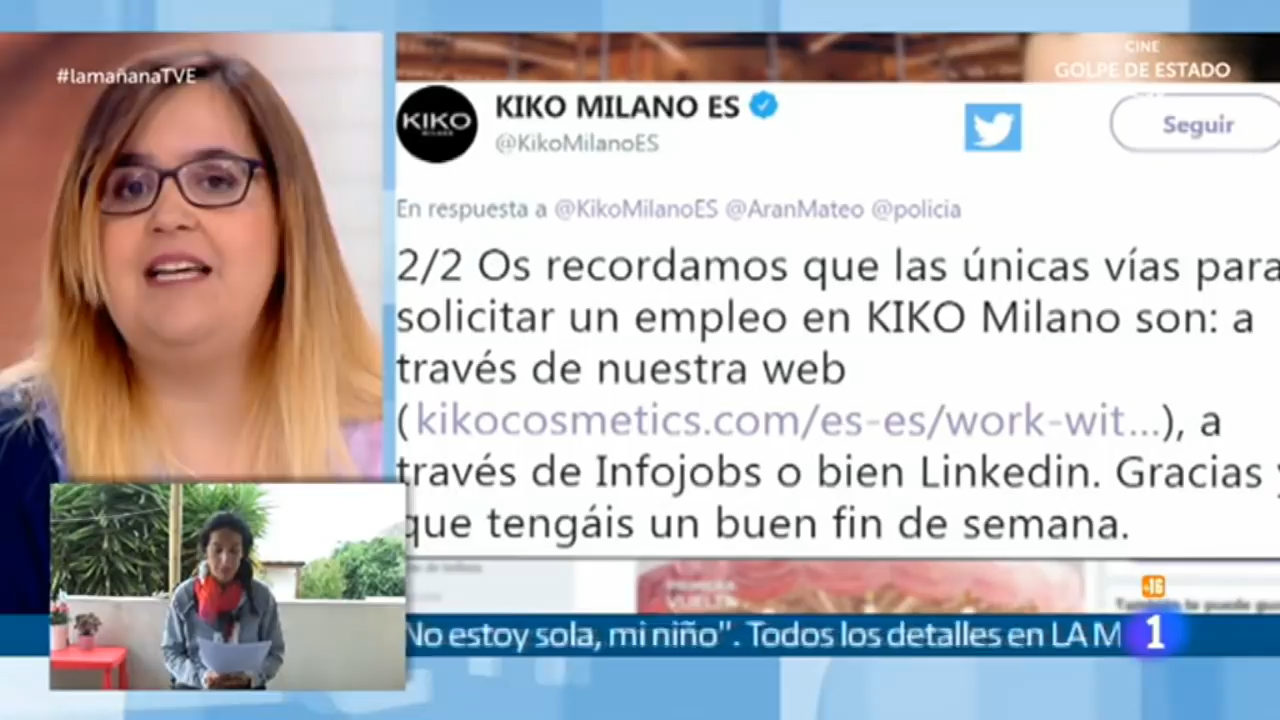 #lamañanaTVE
CINE
GOLPE DE ESTADO
KIKO
KIKO MILANO ES
@KikoMilanoES
Seguir
En respuesta a @KikoMilanoES @AranMateo @policia
2/2 Os recordamos que las únicas vías para
solicitar un empleo en KIKO Milano son: a
través de nuestra web
(kikocosmetics.com/es-es/work-wit...), a
través de Infojobs o bien Linkedin. Gracias y
que tengáis un buen fin de semana.
PRIMERA
VUELTA
+16
No estoy sola, mi niño". Todos los detalles en LA M
1